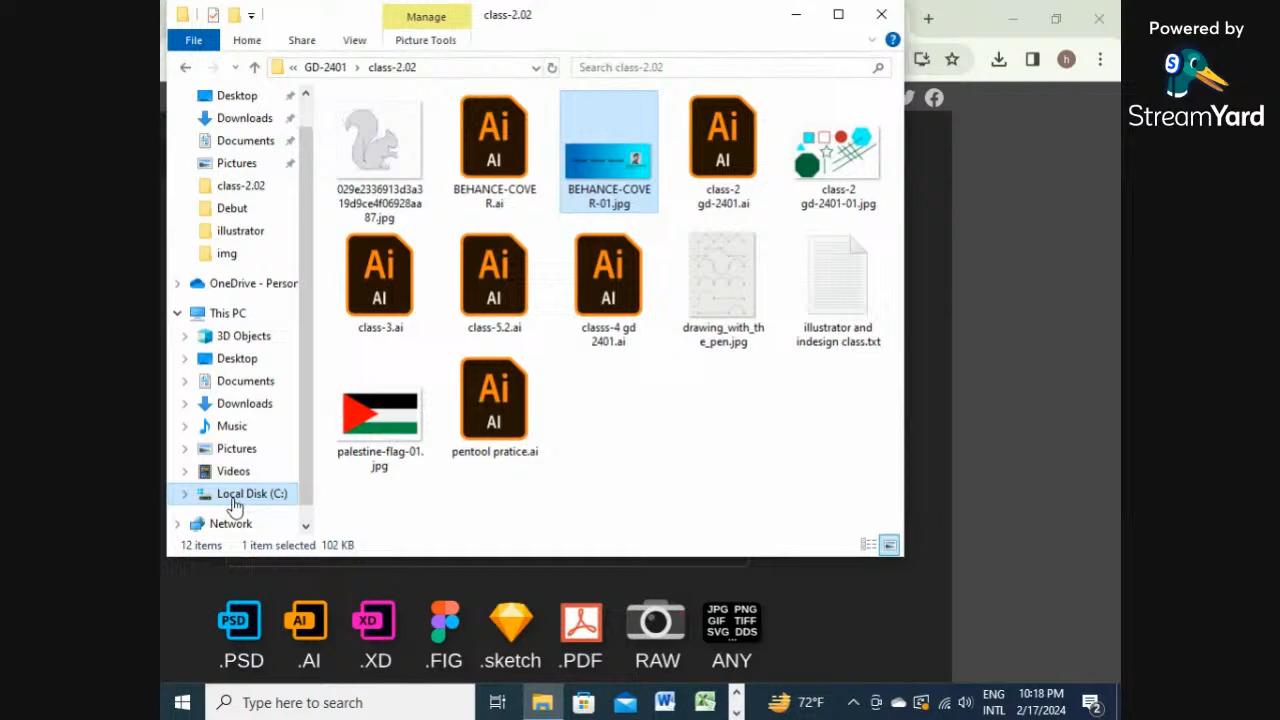 Manage
class-2.02
File
Home
Share
View
Picture Tools
GD-2401
class-2.02
Search class-2.02
Desktop
Downloads
Documents
Pictures
class-2.02
Debut
illustrator
img
OneDrive - Person
This PC
3D Objects
Desktop
Documents
Downloads
Music
Pictures
Videos
Local Disk (C:)
Network
029e2336913d3a3
19d9ce4f06928aa
87.jpg
Ai
AI
BEHANCE-COVE
R.ai
BEHANCE-COVE
R-01.jpg
Ai
AI
class-2
gd-2401.ai
class-2
gd-2401-01.jpg
Ai
AI
class-3.ai
Ai
AI
class-5.2.ai
Ai
AI
classs-4 gd
2401.ai
drawing_with_th
e_pen.jpg
illustrator and
indesign class.txt
palestine-flag-01.
jpg
Ai
AI
pentool pratice.ai
12 items
1 item selected 102 KB
h
Powered by
S
StreamYard
PSD
.PSD
AI
.AI
XD
.XD
.FIG
.sketch
.PDF
RAW
JPG PNG
GIF TIFF
SVG DDS
...
ANY
Type here to search
72°F
ENG
INTL
10:18 PM
2/17/2024
2